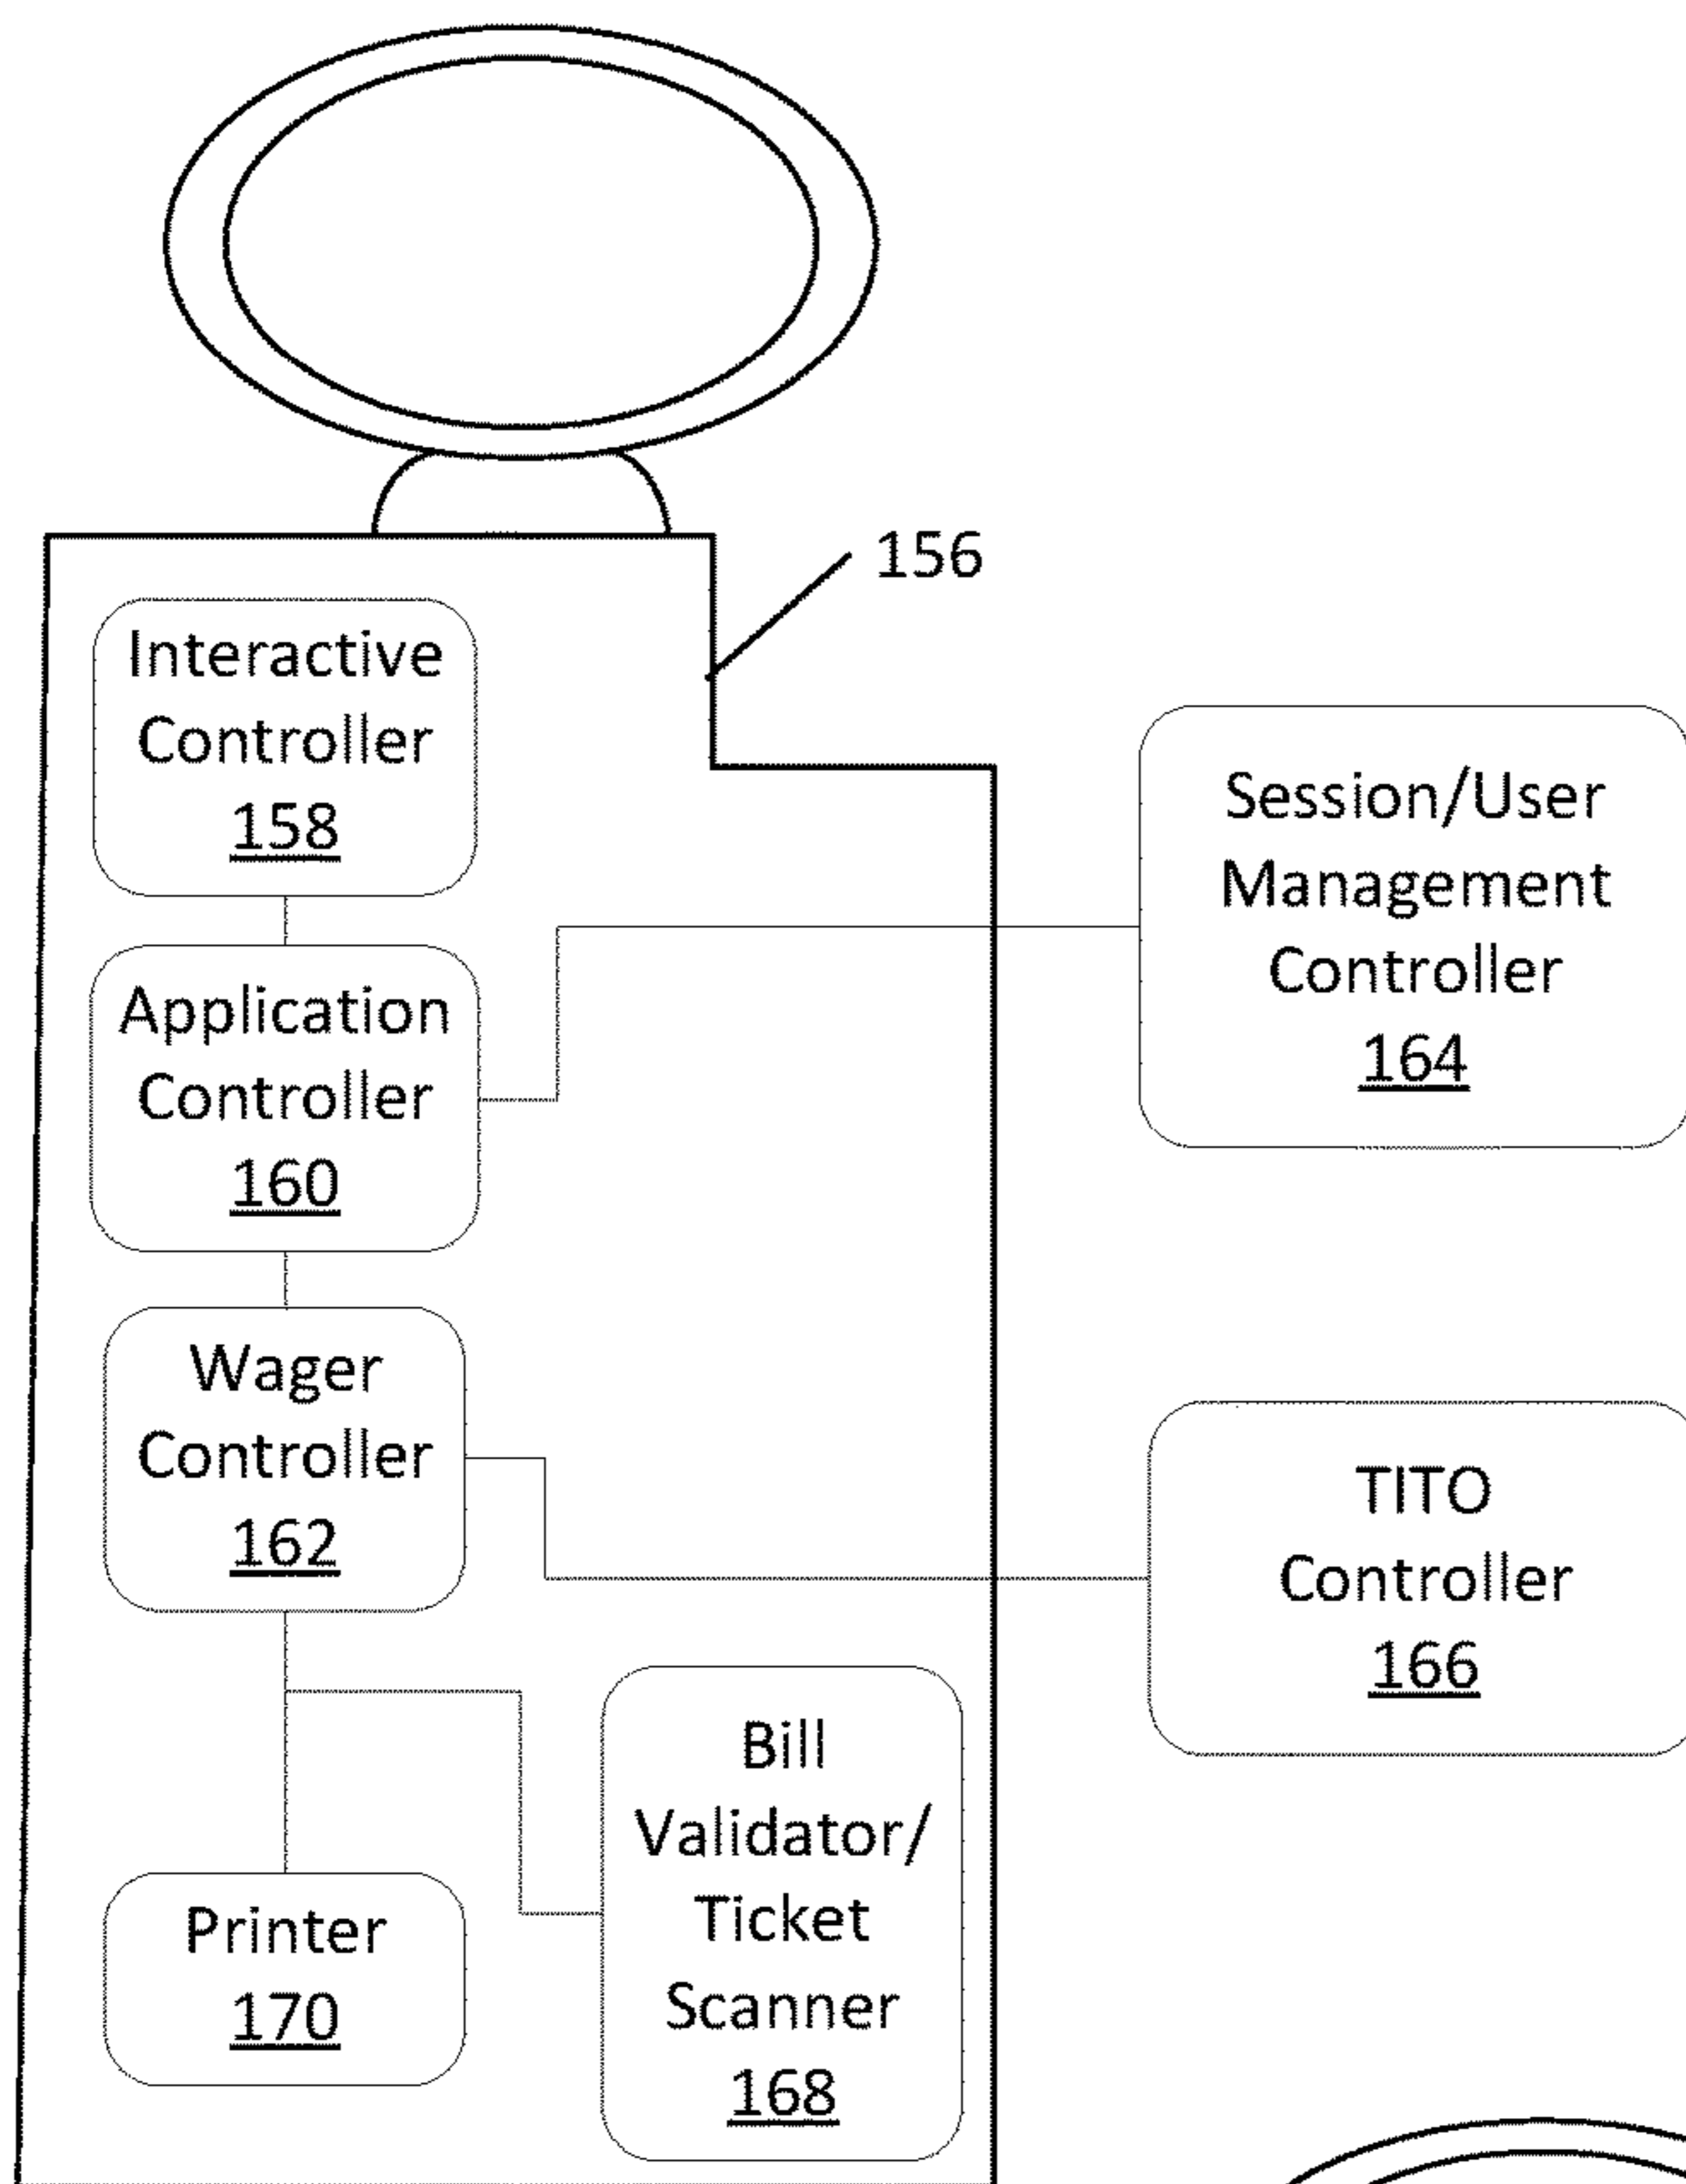 156
Interactive
Controller
158
Session/User
Management
Controller
164
Application
Controller
160
Wager
Controller
162
TITO
Controller
166
Bill
Validator/
Ticket
Scanner
168
Printer
170